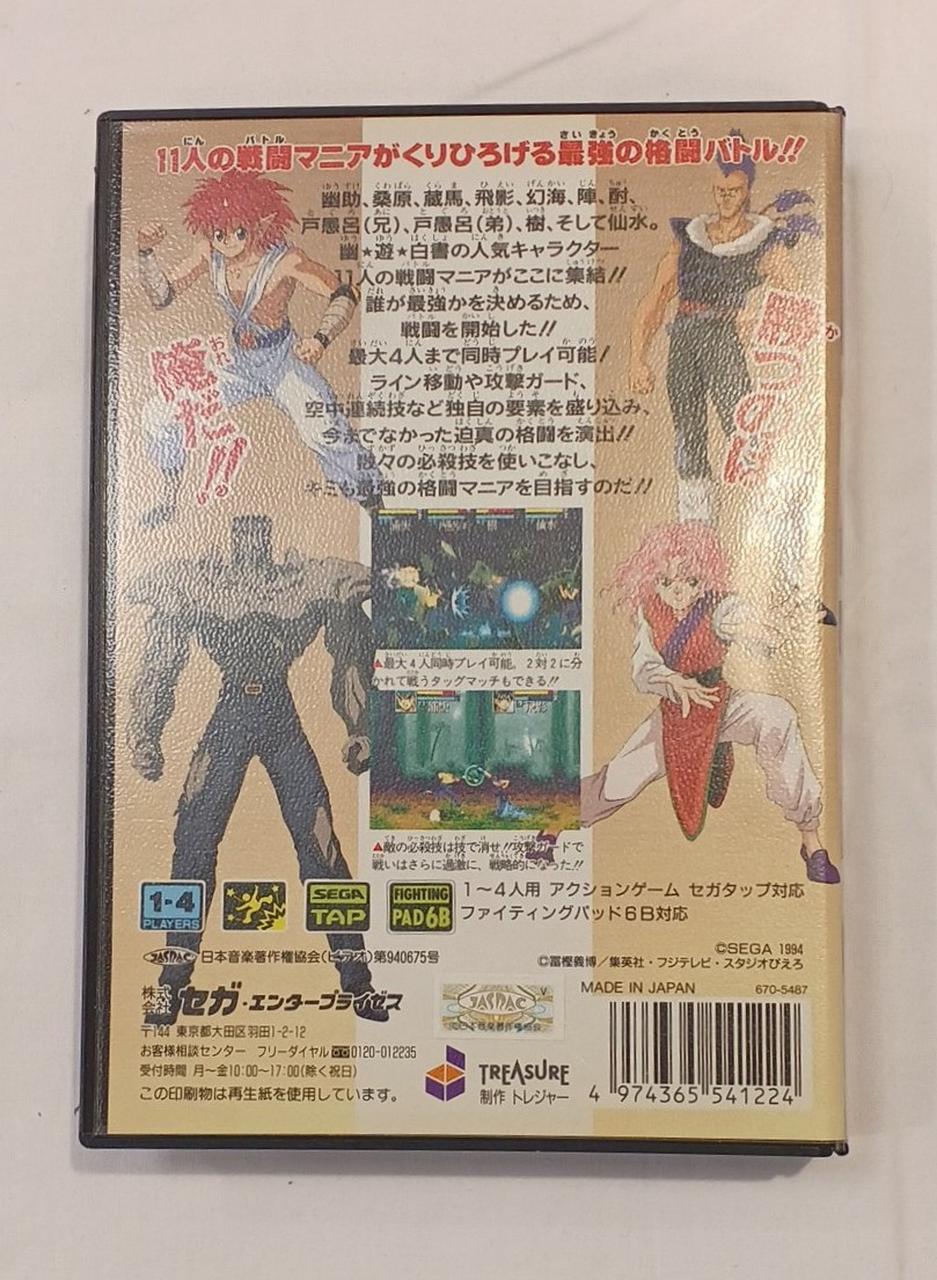 11人の戦闘マニアがくりひろげる最強の格闘バトル!!
幽助、桑原、蔵馬、飛影、幻海、陣、酎、
戸愚呂(兄)、戸愚呂(弟)、樹、そして仙水。
幽★遊★白書の人気キャラクター
11人の戦闘マニアがここに集結!!
誰が最強かを決めるため、
戦闘を開始した!!
最大4人まで同時プレイ可能!
ライン移動や攻撃ガード、
空中連続技など独自の要素を盛り込み、
今までなかった迫真の格闘を演出!!
数々の必殺技を使いこなし、
キミも最強の格闘マニアを目指すのだ!!
勝つのは
俺だ!!
▲最大4人同時プレイ可能。2対2に分
かれて戦うタッグマッチもできる!!
▲敵の必殺技は技で消せ!!攻撃ガードで
戦いはさらに過激に、戦略的になった!!
1-4
PLAYERS
SEGA
TAP
FIGHTING
PAD 6B
1〜4人用 アクションゲーム セガタップ対応
ファイティングパッド6B対応
JASRAC 日本音楽著作権協会(ビデオ)第940675号
©SEGA 1994
©冨樫義博/集英社・フジテレビ・スタジオぴえろ
MADE IN JAPAN 670-5487
株式会社 セガ・エンタープライゼス
〒144 東京都大田区羽田1-2-12
お客様相談センター フリーダイヤル 0120-012235
受付時間 月〜金10:00〜17:00(除く祝日)
この印刷物は再生紙を使用しています。
JASRAC
TREASURE
制作 トレジャー
4 974365 541224